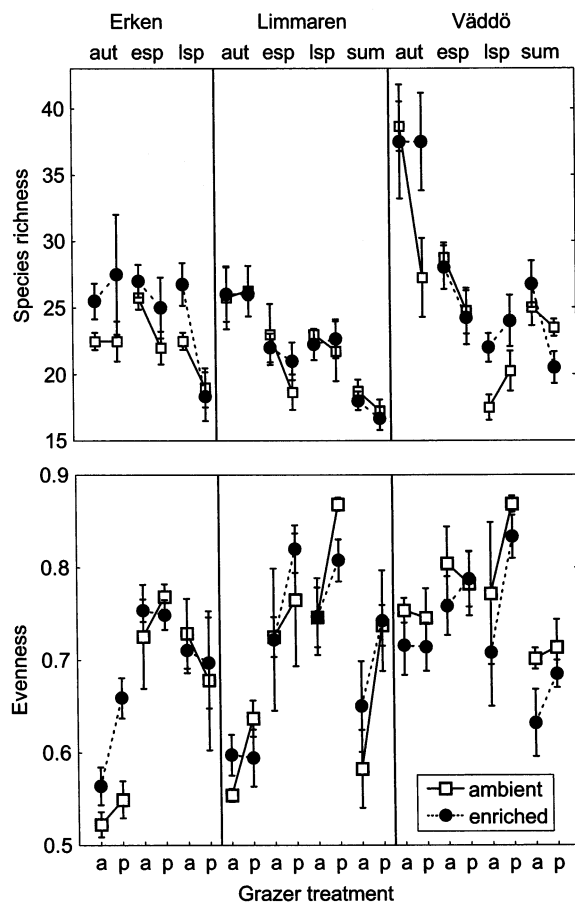 Erken Limmaren Väddö
aut esp lsp aut esp lsp sum aut esp lsp sum
40
35
30
25
20
15
Species richness
0.9
0.8
0.7
0.6
0.5
Evenness
ambient
enriched
a p a p a p a p a p a p a p a p a p a p a p
Grazer treatment